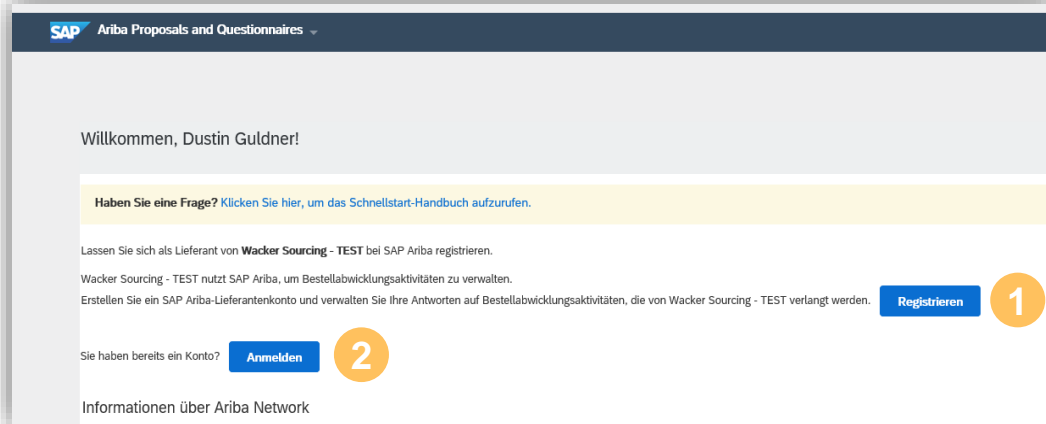 SAP Ariba Proposals and Questionnaires
Willkommen, Dustin Guldner!
Haben Sie eine Frage? Klicken Sie hier, um das Schnellstart-Handbuch aufzurufen.
Lassen Sie sich als Lieferant von Wacker Sourcing - TEST bei SAP Ariba registrieren.
Wacker Sourcing - TEST nutzt SAP Ariba, um Bestellabwicklungsaktivitäten zu verwalten.
Erstellen Sie ein SAP Ariba-Lieferantenkonto und verwalten Sie Ihre Antworten auf Bestellabwicklungsaktivitäten, die von Wacker Sourcing - TEST verlangt werden. Registrieren 1
Sie haben bereits ein Konto? Anmelden 2
Informationen über Ariba Network